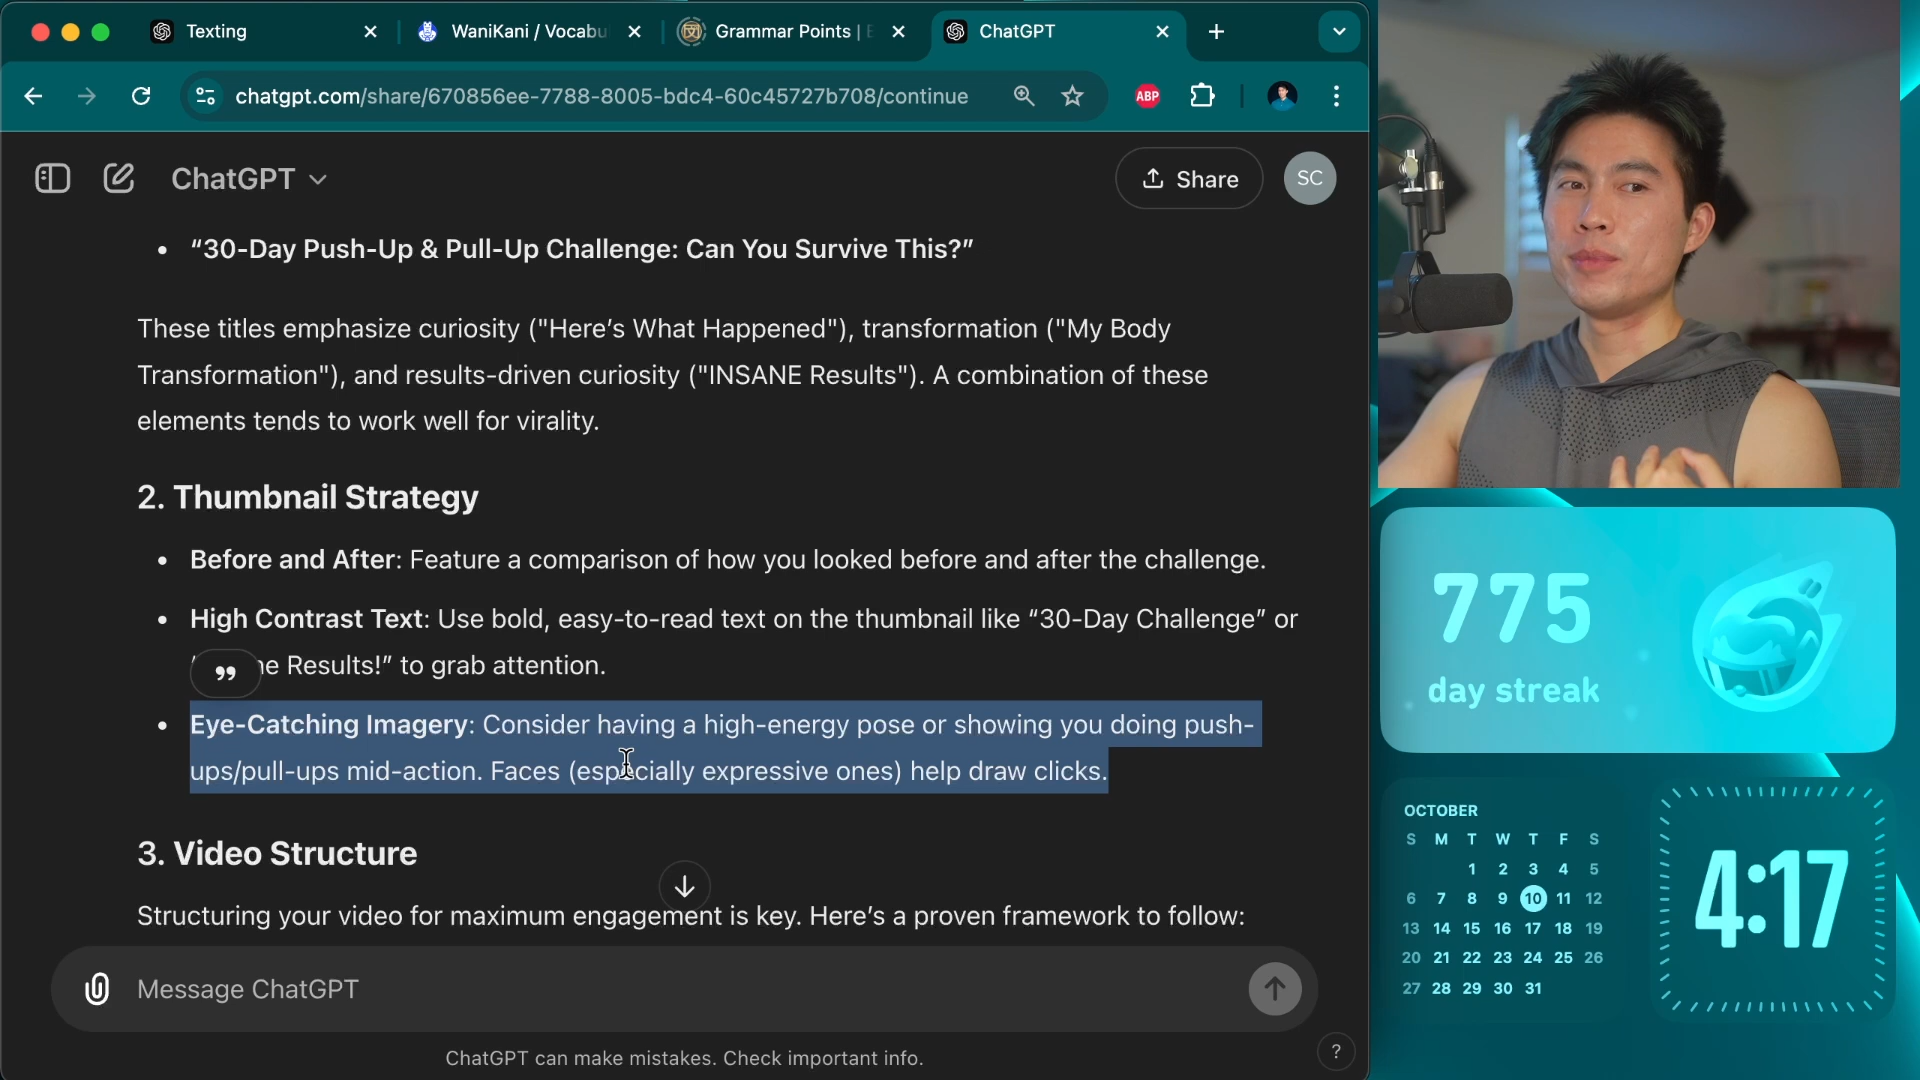 Texting
WaniKani / Vocabu
Grammar Points |
ChatGPT
chatgpt.com/share/670856ee-7788-8005-bdc4-60c45727b708/continue
ABP
ChatGPT
Share
SC
• “30-Day Push-Up & Pull-Up Challenge: Can You Survive This?”
These titles emphasize curiosity ("Here’s What Happened"), transformation ("My Body
Transformation"), and results-driven curiosity ("INSANE Results"). A combination of these
elements tends to work well for virality.
2. Thumbnail Strategy
• Before and After: Feature a comparison of how you looked before and after the challenge.
• High Contrast Text: Use bold, easy-to-read text on the thumbnail like “30-Day Challenge” or
ne Results!” to grab attention.
• Eye-Catching Imagery: Consider having a high-energy pose or showing you doing push-
ups/pull-ups mid-action. Faces (especially expressive ones) help draw clicks.
3. Video Structure
Structuring your video for maximum engagement is key. Here’s a proven framework to follow:
Message ChatGPT
ChatGPT can make mistakes. Check important info.
?
775
day streak
OCTOBER
S M T W T F S
1 2 3 4 5
6 7 8 9 10 11 12
13 14 15 16 17 18 19
20 21 22 23 24 25 26
27 28 29 30 31
4:17